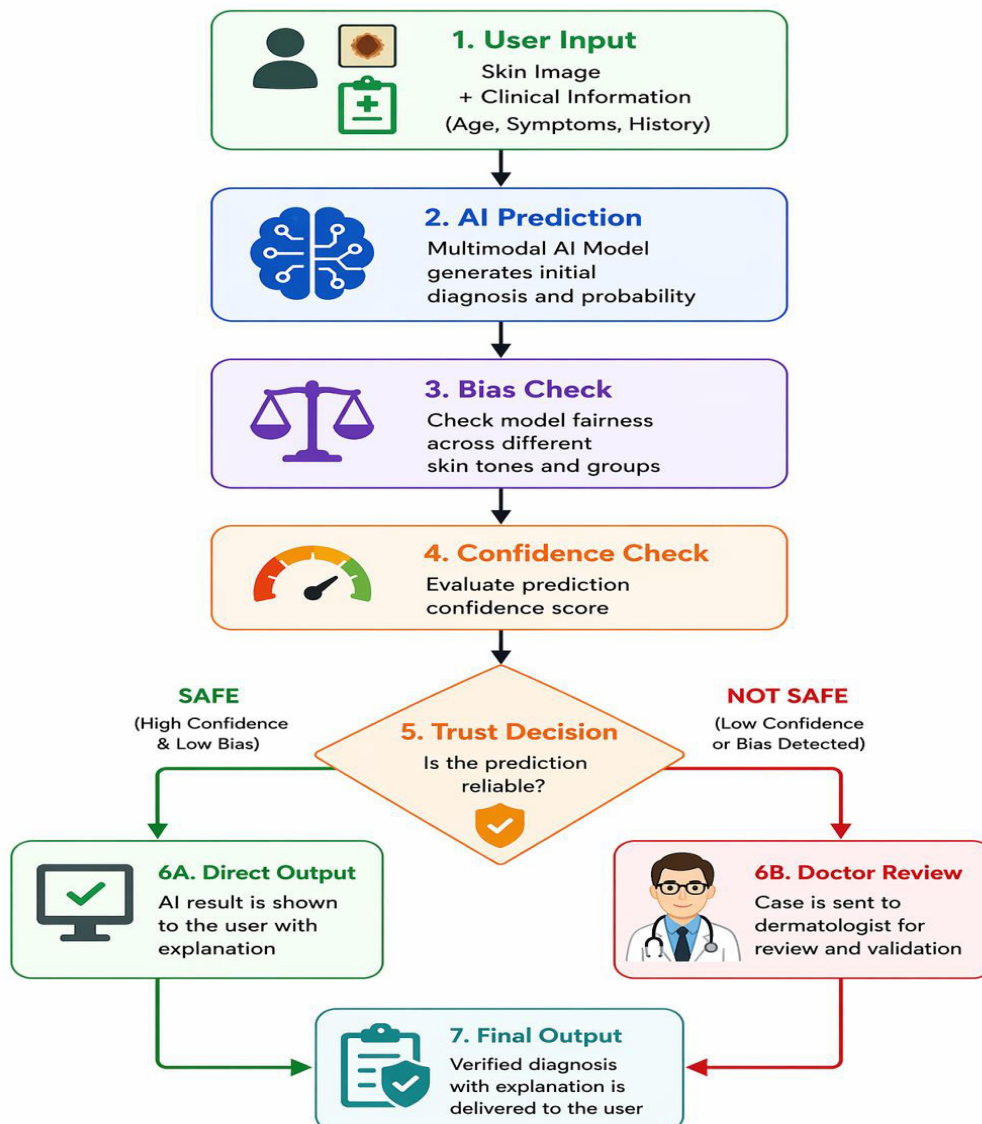 1. User Input
Skin Image
+ Clinical Information
(Age, Symptoms, History)
2. AI Prediction
Multimodal AI Model
generates initial
diagnosis and probability
3. Bias Check
Check model fairness
across different
skin tones and groups
4. Confidence Check
Evaluate prediction
confidence score
SAFE
(High Confidence
& Low Bias)
5. Trust Decision
Is the prediction
reliable?
NOT SAFE
(Low Confidence
or Bias Detected)
6A. Direct Output
AI result is shown
to the user with
explanation
6B. Doctor Review
Case is sent to
dermatologist for
review and validation
7. Final Output
Verified diagnosis
with explanation is
delivered to the user